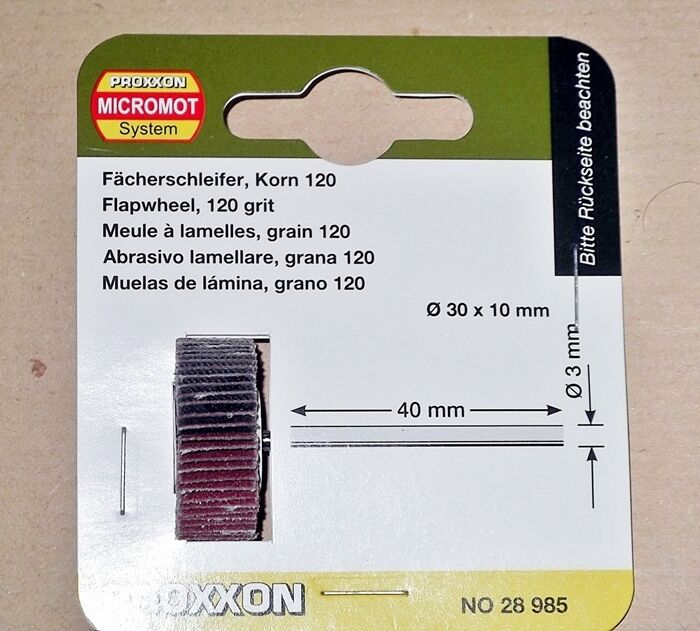 PROXXON
MICROMOT
System
Bitte Rückseite beachten
Fächerschleifer, Korn 120
Flapwheel, 120 grit
Meule à lamelles, grain 120
Abrasivo lamellare, grana 120
Muelas de lámina, grano 120
Ø 30 x 10 mm
Ø 3 mm
40 mm
PROXXON
NO 28 985